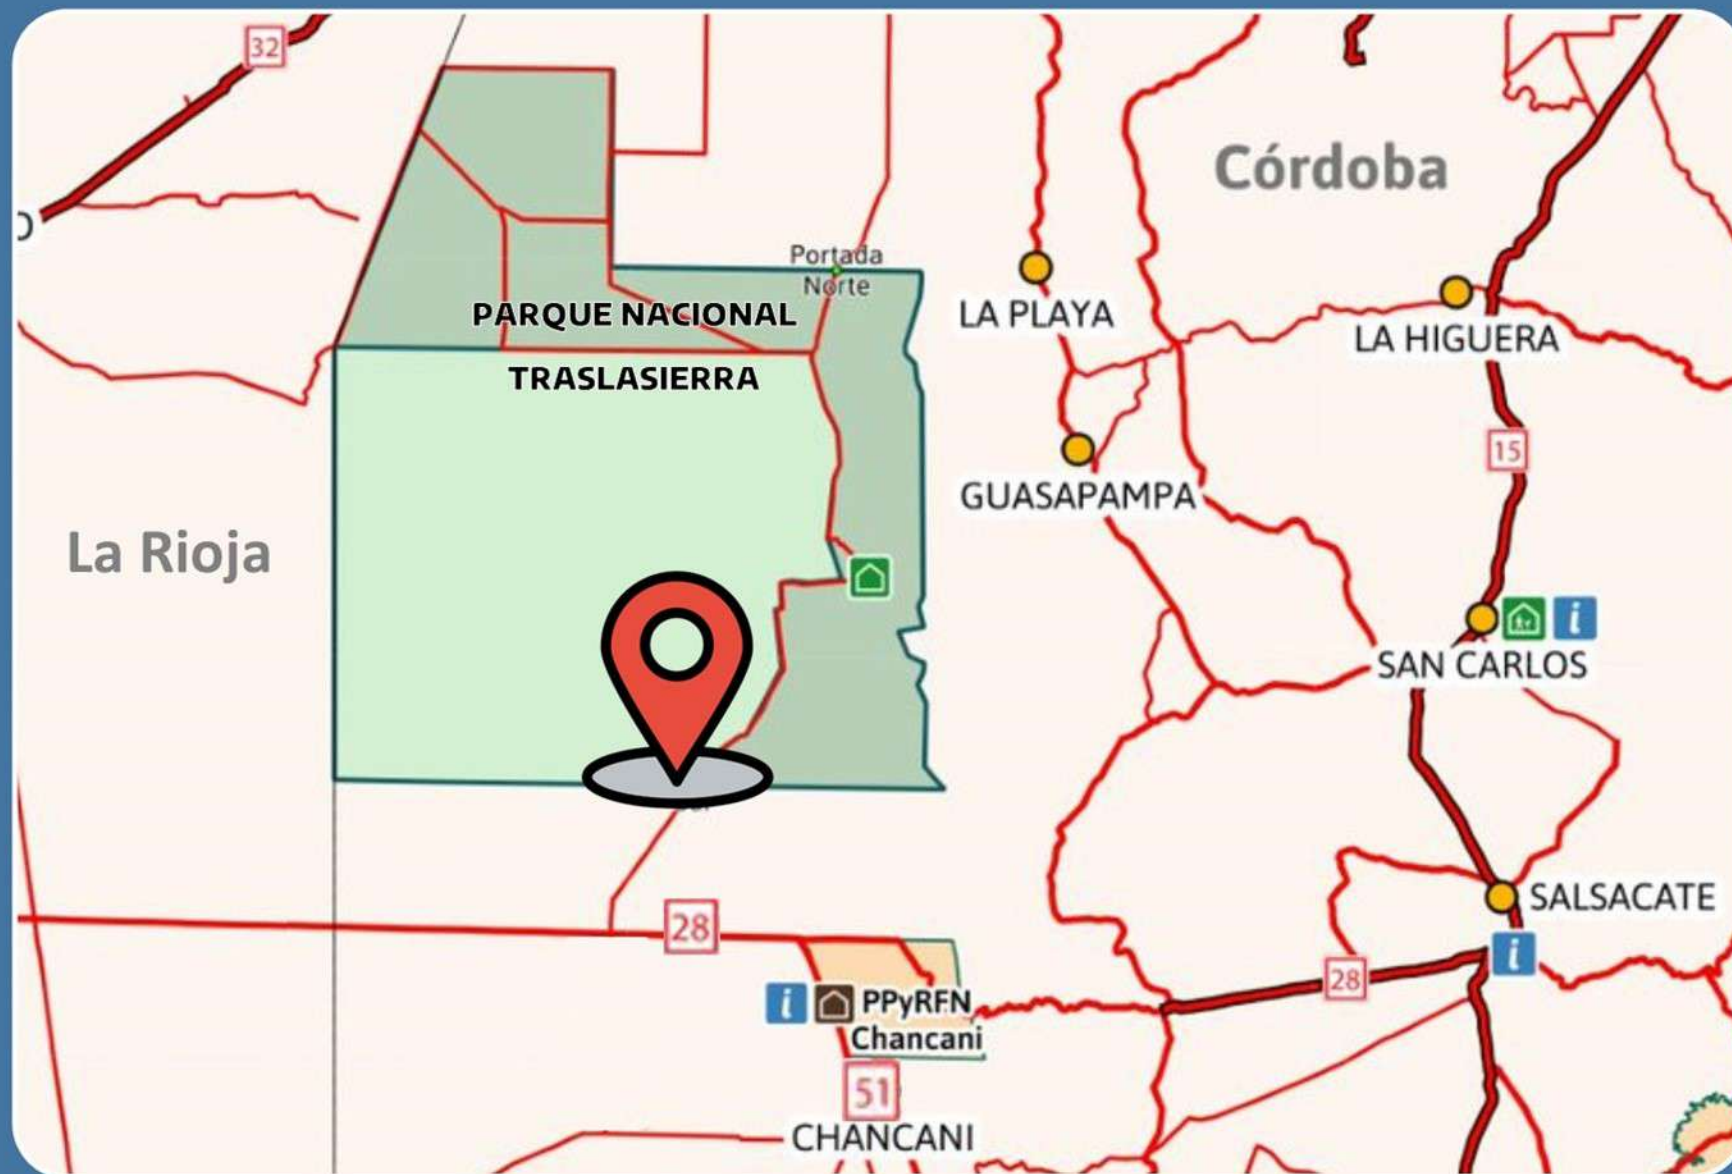 32
Córdoba
O
Portada
Norte
PARQUE NACIONAL
TRASLASIERRA
LA PLAYA
LA HIGUERA
15
GUASAPAMPA
La Rioja
i
SAN CARLOS
SALSACATE
28
i
28
i PPyRFN
Chancani
51
CHANCANI